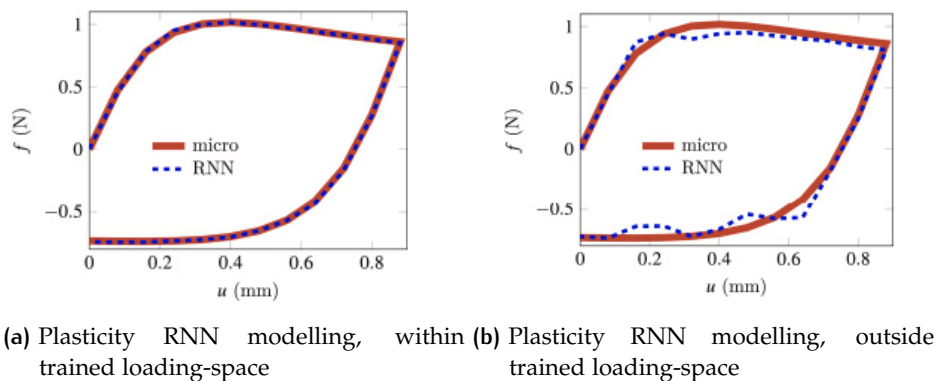 1
0.5
0
−0.5
f (N)
micro
RNN
0
0.2
0.4
0.6
0.8
u (mm)
1
0.5
0
−0.5
f (N)
micro
RNN
0
0.2
0.4
0.6
0.8
u (mm)
(a) Plasticity RNN modelling, within
trained loading-space
(b) Plasticity RNN modelling, outside
trained loading-space